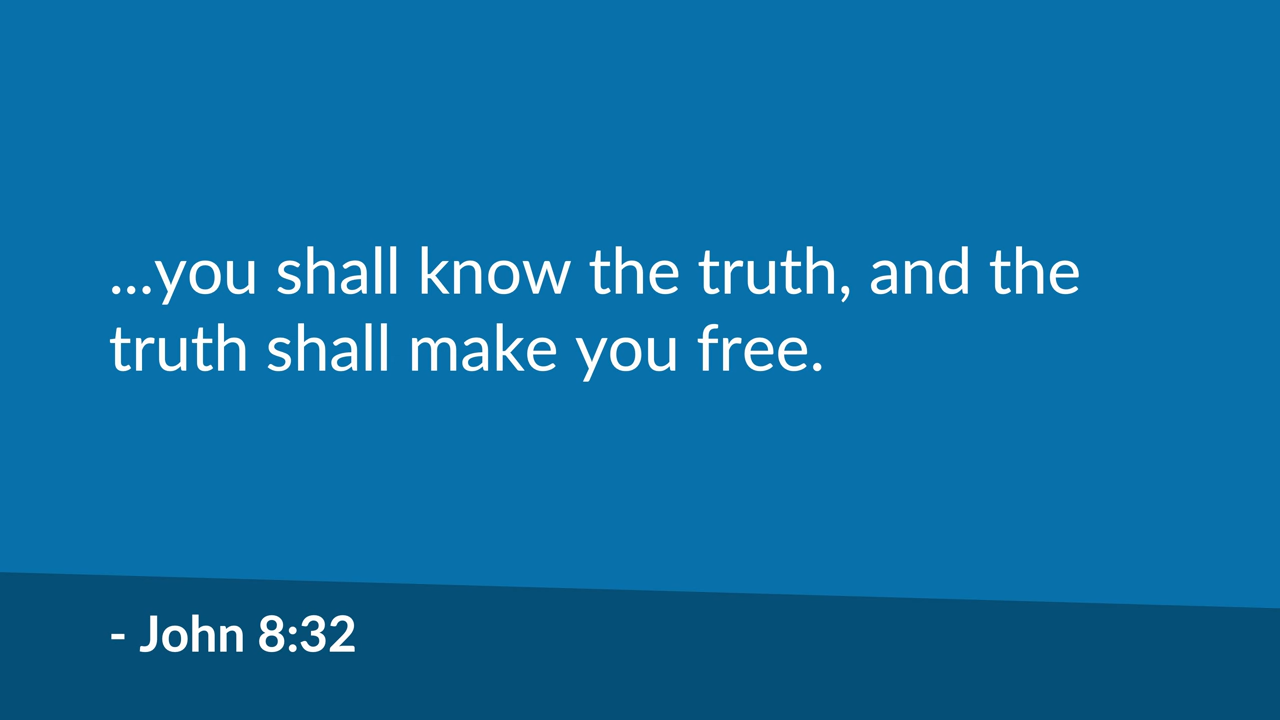 ...you shall know the truth, and the
truth shall make you free.
- John 8:32